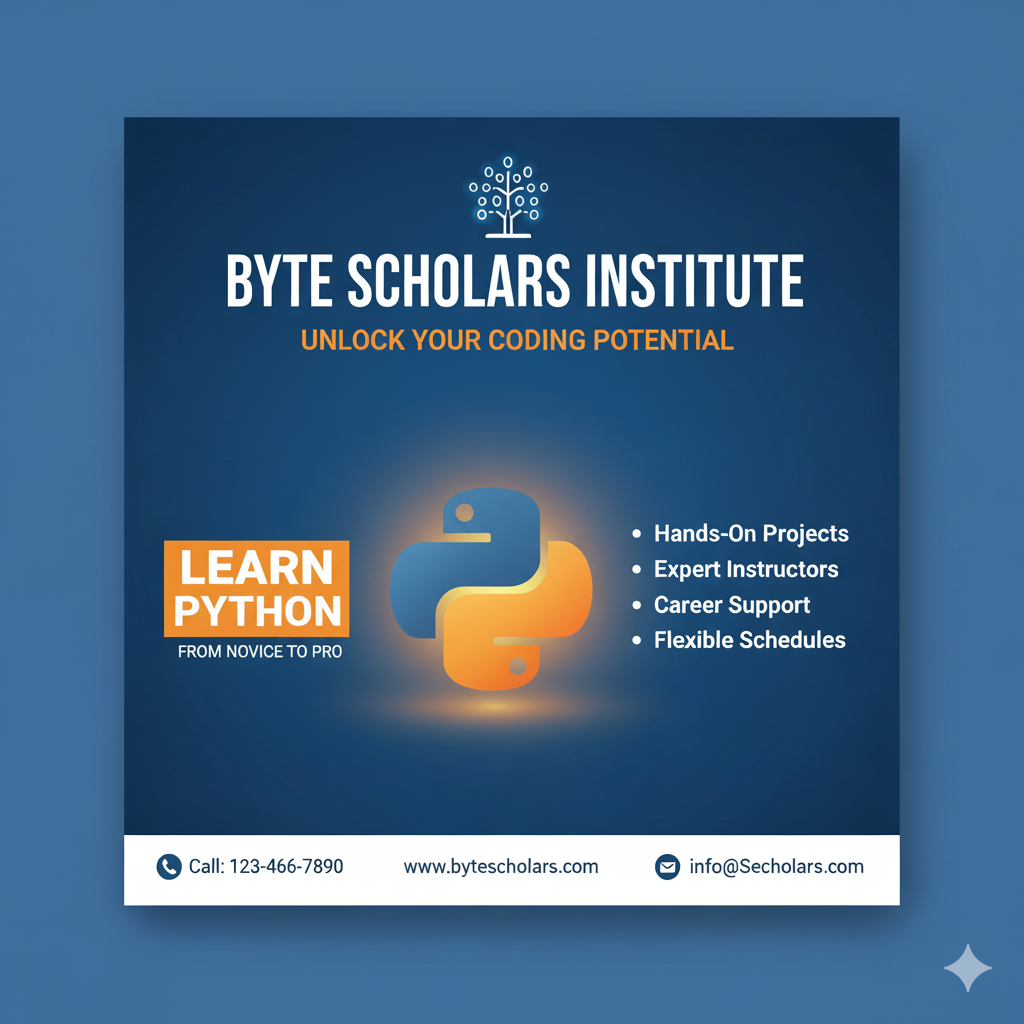 BYTE SCHOLARS INSTITUTE
UNLOCK YOUR CODING POTENTIAL
LEARN
PYTHON
FROM NOVICE TO PRO
• Hands-On Projects
• Expert Instructors
• Career Support
• Flexible Schedules
Call: 123-466-7890
www.bytescholars.com
info@Secholars.com